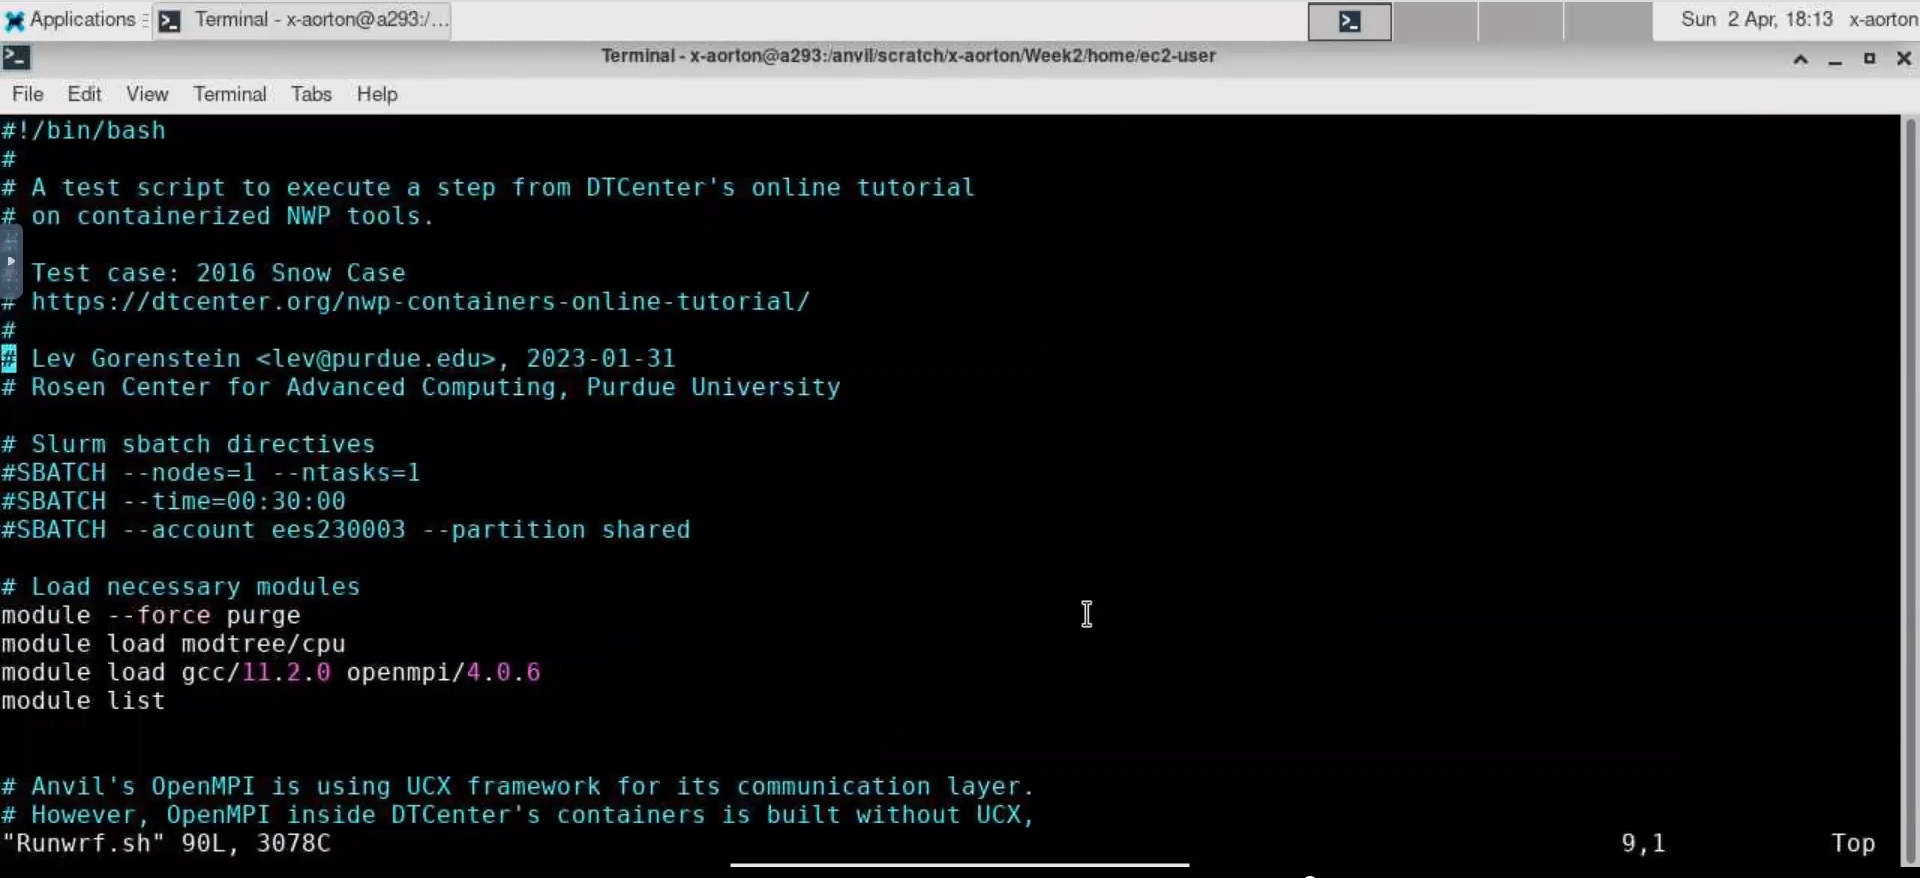 Applications Terminal - x-aorton@a293:/... Sun 2 Apr, 18:13 x-aorton
Terminal - x-aorton@a293:/anvil/scratch/x-aorton/Week2/home/ec2-user
File Edit View Terminal Tabs Help
#!/bin/bash
#
# A test script to execute a step from DTCenter's online tutorial
# on containerized NWP tools.
Test case: 2016 Snow Case
# https://dtcenter.org/nwp-containers-online-tutorial/
#
# Lev Gorenstein <lev@purdue.edu>, 2023-01-31
# Rosen Center for Advanced Computing, Purdue University
# Slurm sbatch directives
#SBATCH --nodes=1 --ntasks=1
#SBATCH --time=00:30:00
#SBATCH --account ees230003 --partition shared
# Load necessary modules
module --force purge
module load modtree/cpu
module load gcc/11.2.0 openmpi/4.0.6
module list
# Anvil's OpenMPI is using UCX framework for its communication layer.
# However, OpenMPI inside DTCenter's containers is built without UCX,
"Runwrf.sh" 90L, 3078C 9,1 Top